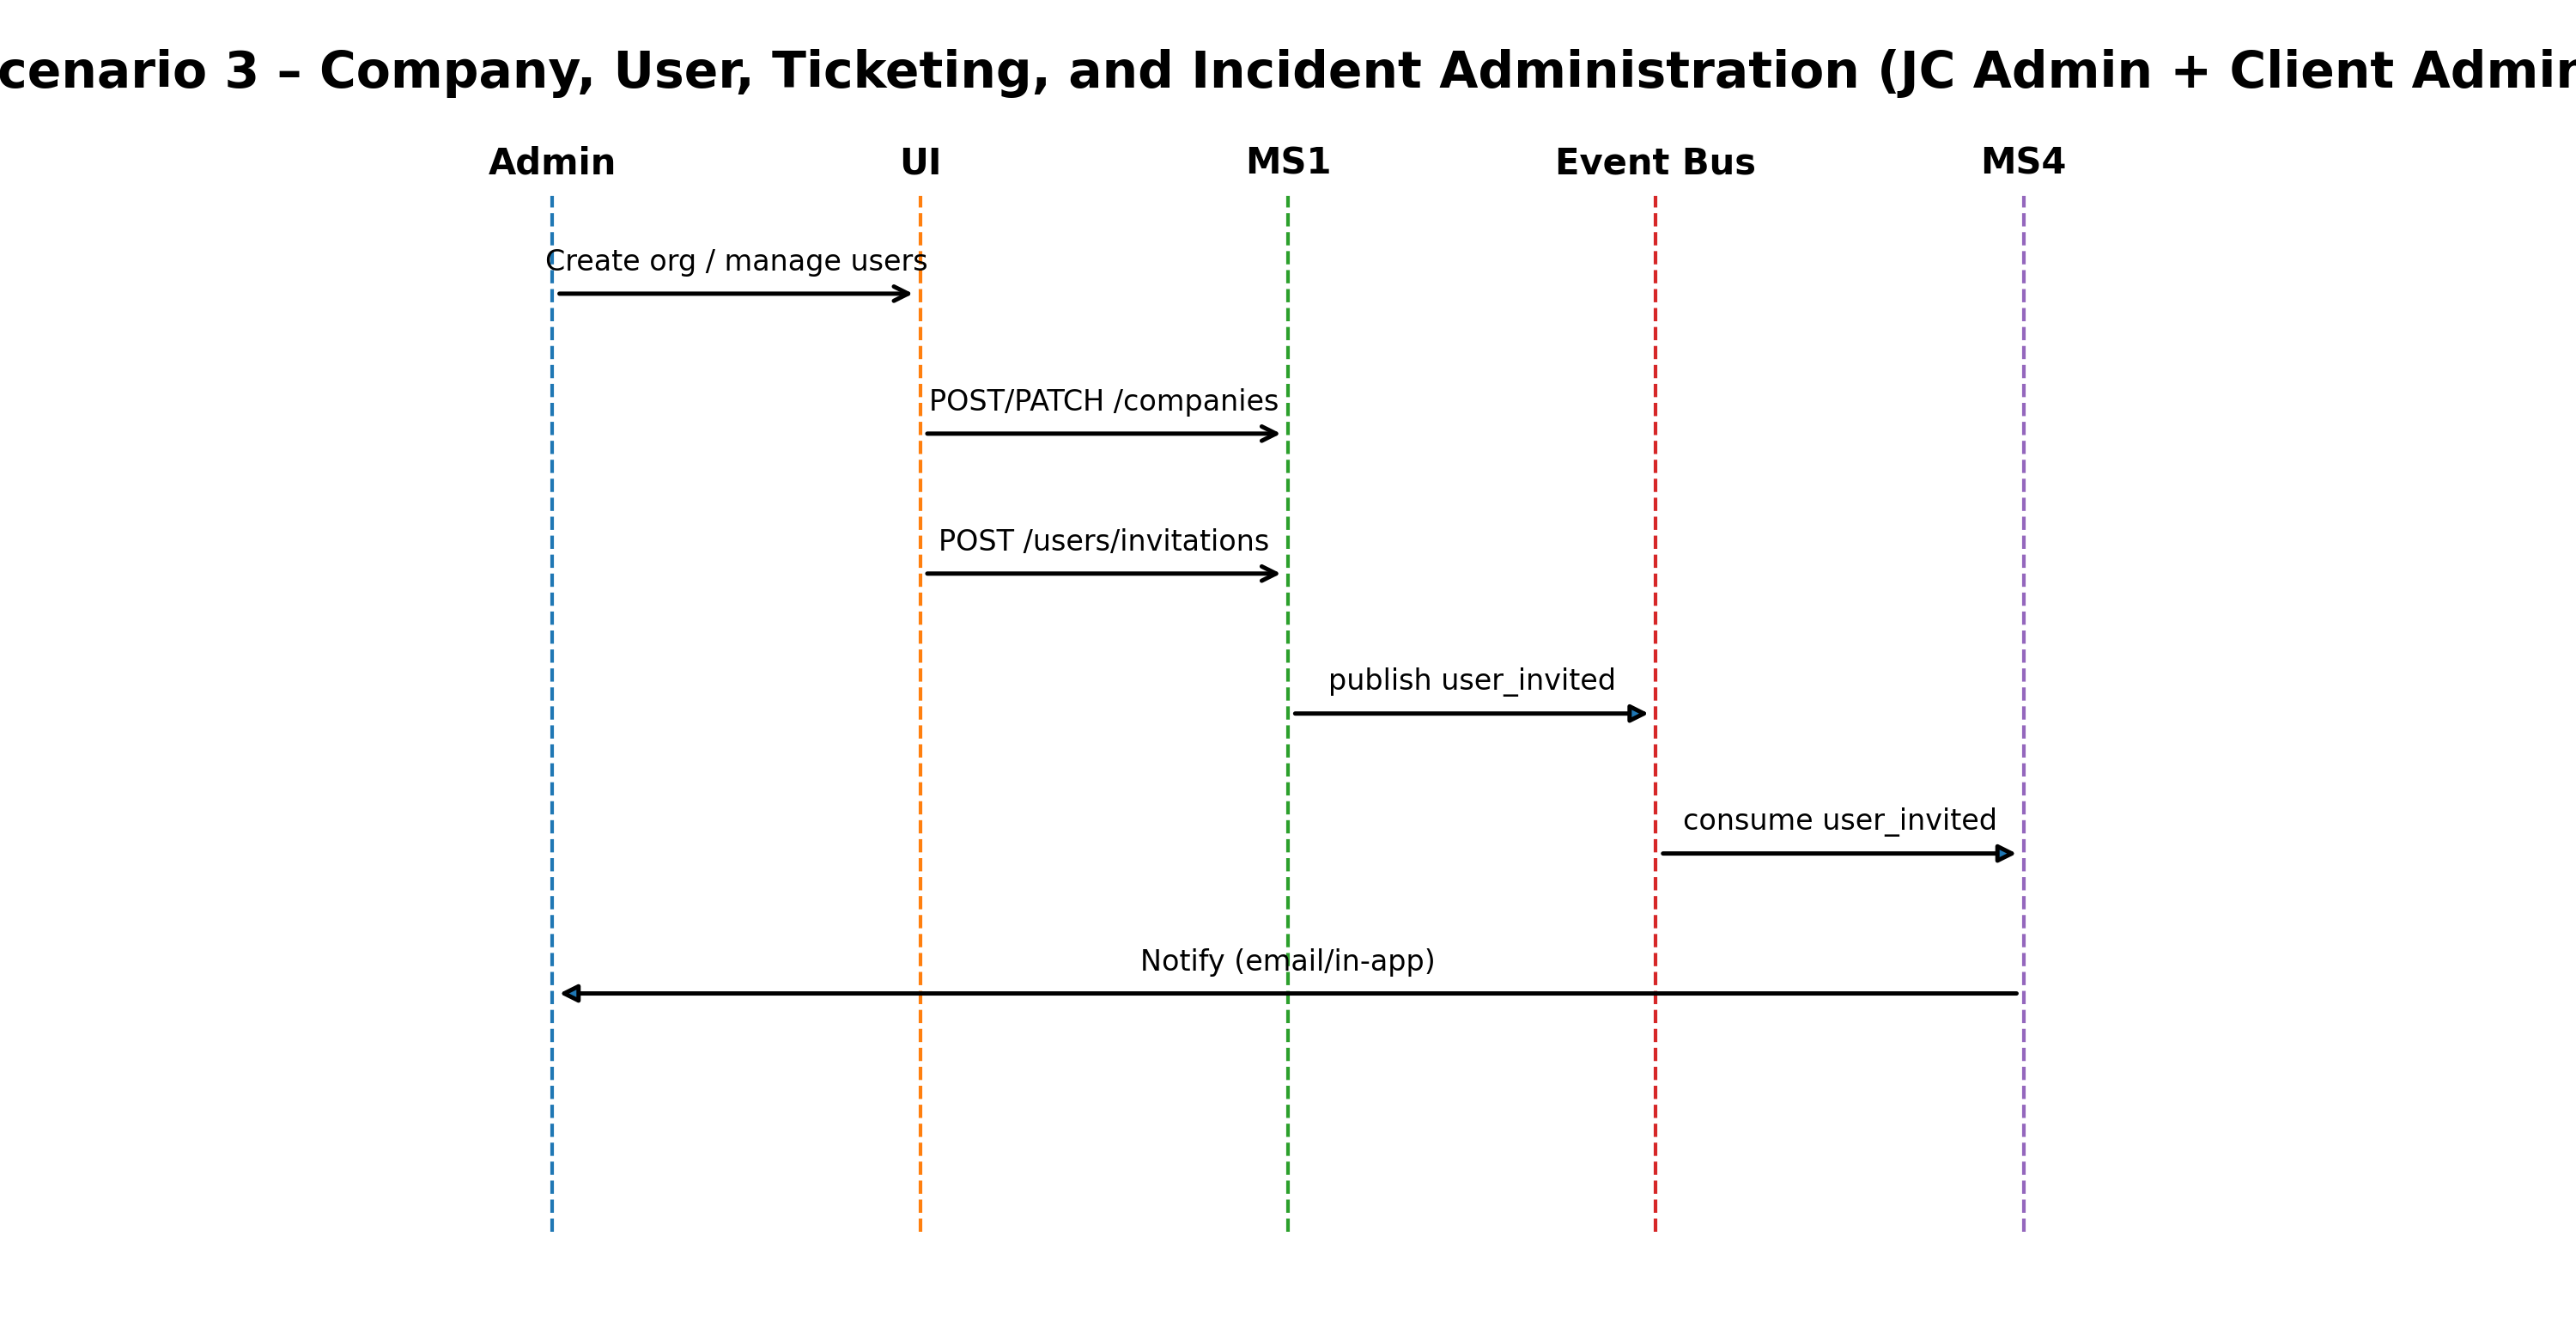 cenario 3 – Company, User, Ticketing, and Incident Administration (JC Admin + Client Admin
Admin UI MS1 Event Bus MS4
Create org / manage users
POST/PATCH /companies
POST /users/invitations
publish user_invited
consume user_invited
Notify (email/in-app)